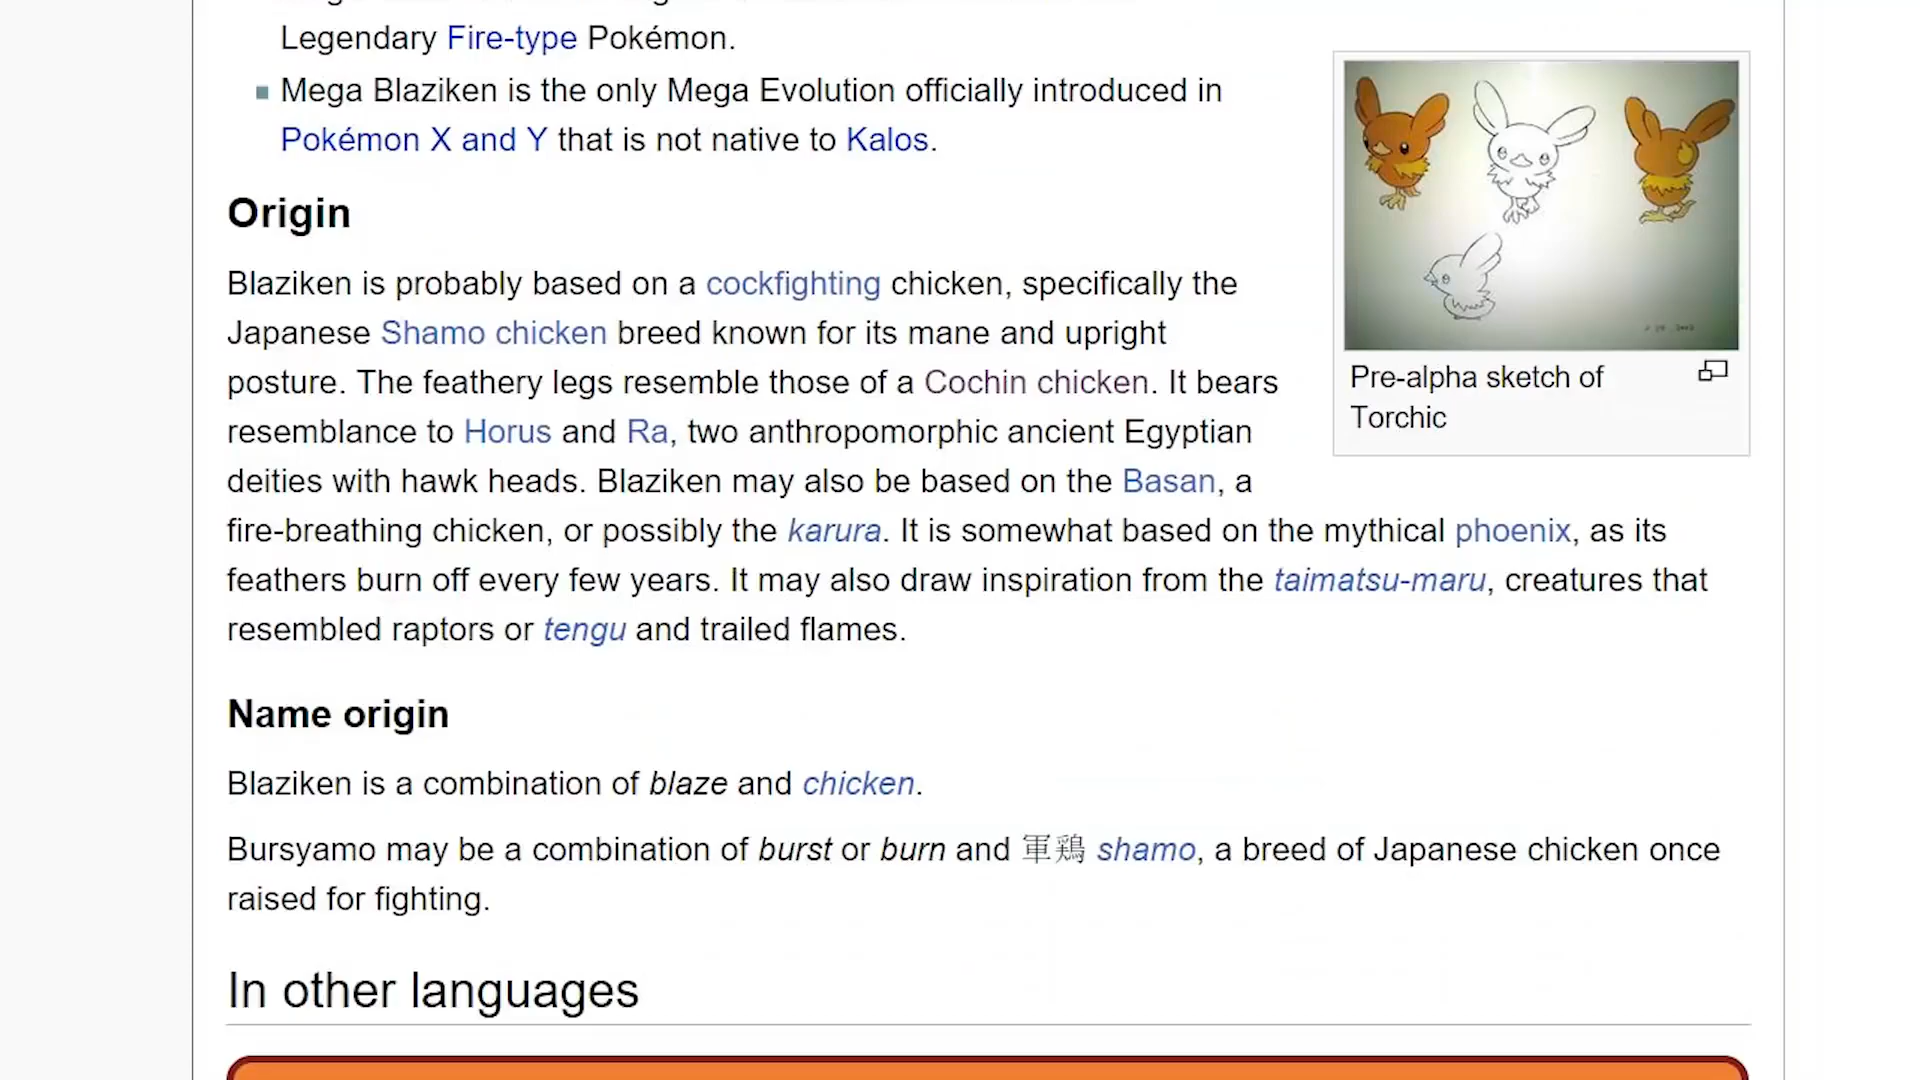 Legendary Fire-type Pokémon.
Mega Blaziken is the only Mega Evolution officially introduced in
Pokémon X and Y that is not native to Kalos.
Origin
Blaziken is probably based on a cockfighting chicken, specifically the
Japanese Shamo chicken breed known for its mane and upright
posture. The feathery legs resemble those of a Cochin chicken. It bears
resemblance to Horus and Ra, two anthropomorphic ancient Egyptian
deities with hawk heads. Blaziken may also be based on the Basan, a
fire-breathing chicken, or possibly the karura. It is somewhat based on the mythical phoenix, as its
feathers burn off every few years. It may also draw inspiration from the taimatsu-maru, creatures that
resembled raptors or tengu and trailed flames.
Pre-alpha sketch of
Torchic
Name origin
Blaziken is a combination of blaze and chicken.
Bursyamo may be a combination of burst or burn and 軍鶏 shamo, a breed of Japanese chicken once
raised for fighting.
In other languages